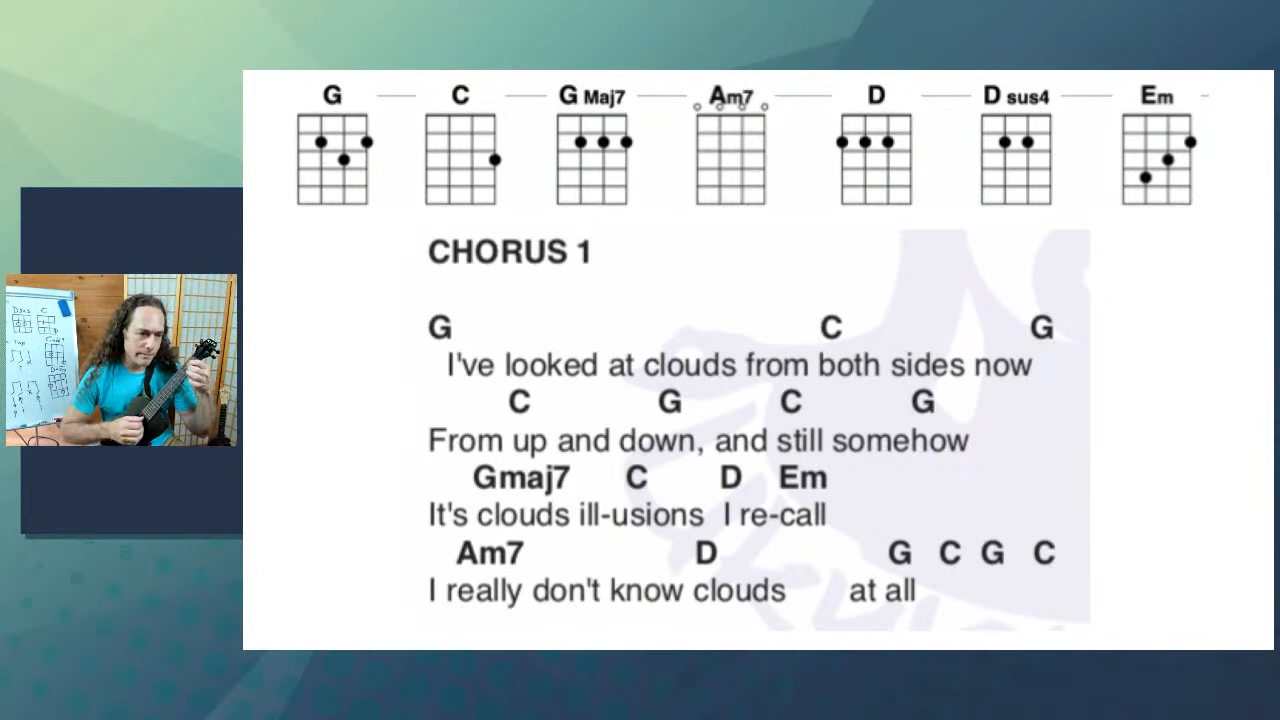 G C G Maj7 Am7 D D sus4 Em
CHORUS 1
G C G
I've looked at clouds from both sides now
C G C G
From up and down, and still somehow
Gmaj7 C D Em
It's clouds ill-usions I re-call
Am7 D G C G C
I really don't know clouds at all